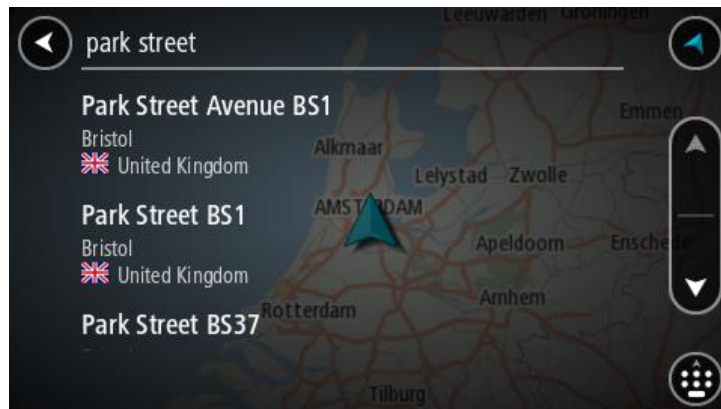 Leeuwarden Groningen
park street
Park Street Avenue BS1
Bristol
United Kingdom
Park Street BS1
Bristol
United Kingdom
Park Street BS37
Emmen
Alkmaar
Lelystad Zwolle
AMSTERDAM
Apeldoorn Enschede
Arnhem
Rotterdam
Tilburg